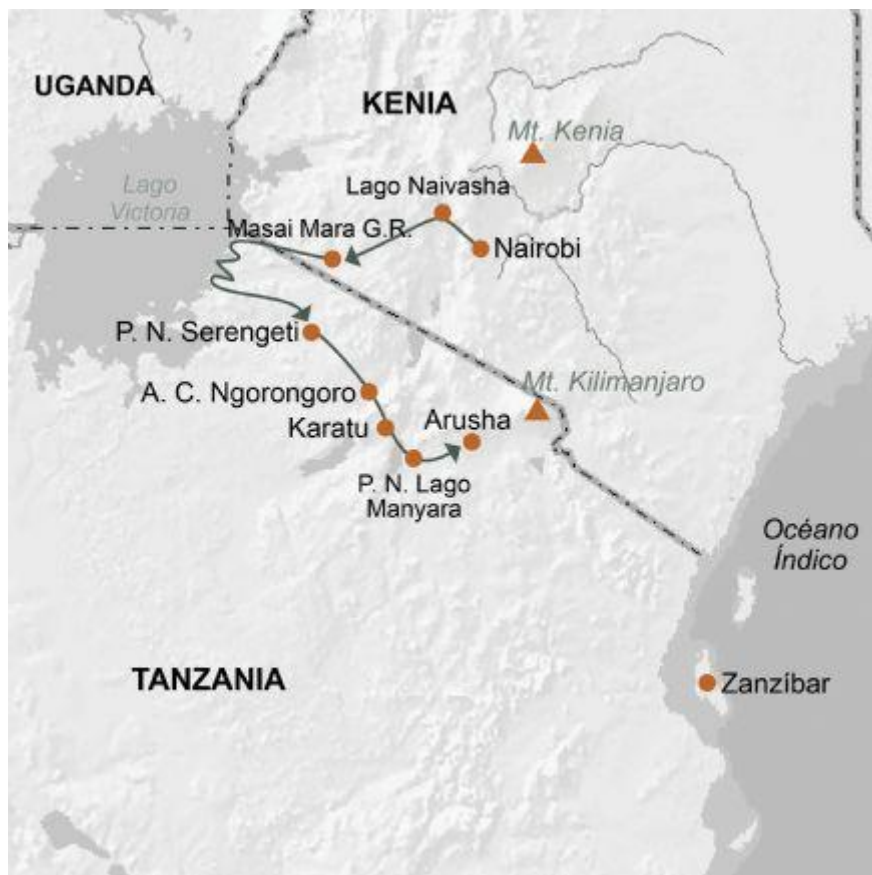 UGANDA
KENIA
Mt. Kenia
Lago
Victoria
Lago Naivasha
Masai Mara G.R.
Nairobi
P. N. Serengeti
Mt. Kilimanjaro
A. C. Ngorongoro
Arusha
Karatu
P. N. Lago
Manyara
Océano
Índico
TANZANIA
Zanzíbar